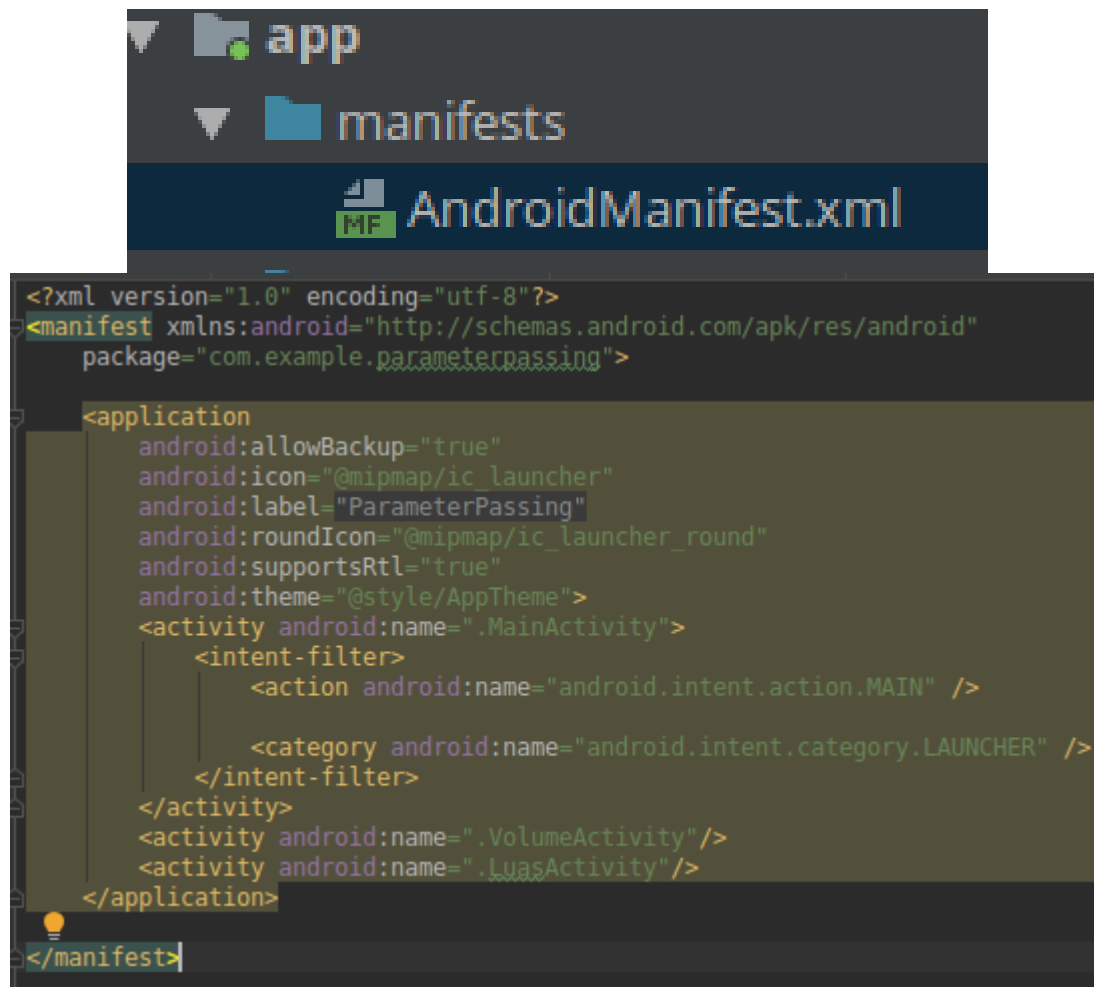 app
manifests
MF AndroidManifest.xml
<?xml version="1.0" encoding="utf-8"?>
<manifest xmlns:android="http://schemas.android.com/apk/res/android"
    package="com.example.parameterpassing">
    <application
        android:allowBackup="true"
        android:icon="@mipmap/ic_launcher"
        android:label="ParameterPassing"
        android:roundIcon="@mipmap/ic_launcher_round"
        android:supportsRtl="true"
        android:theme="@style/AppTheme">
        <activity android:name=".MainActivity">
            <intent-filter>
                <action android:name="android.intent.action.MAIN" />
                <category android:name="android.intent.category.LAUNCHER" />
            </intent-filter>
        </activity>
        <activity android:name=".VolumeActivity"/>
        <activity android:name=".LuasActivity"/>
    </application>
</manifest>